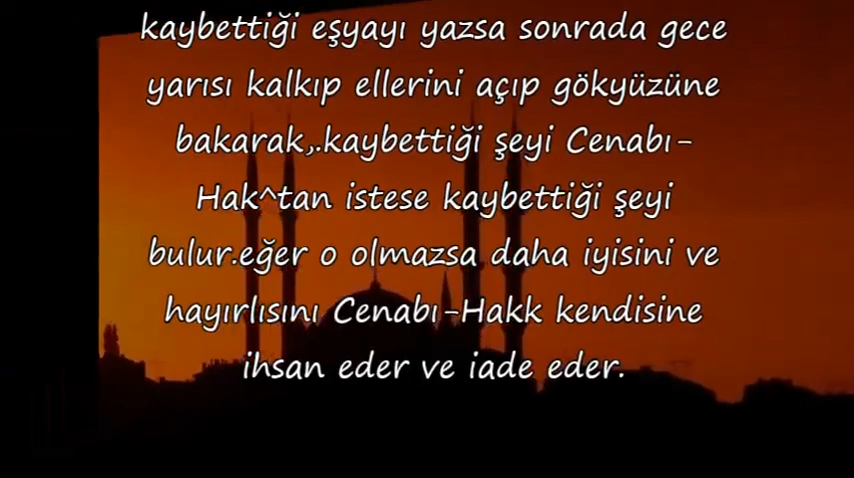 kaybettiği eşyayı yazsa sonrada gece
yarısı kalkıp ellerini açıp gökyüzüne
bakarak,.kaybettiği şeyi Cenabı-
Hak^tan istese kaybettiği şeyi
bulur.eğer o olmazsa daha iyisini ve
hayırlısını Cenabı-Hakk kendisine
ihsan eder ve iade eder.